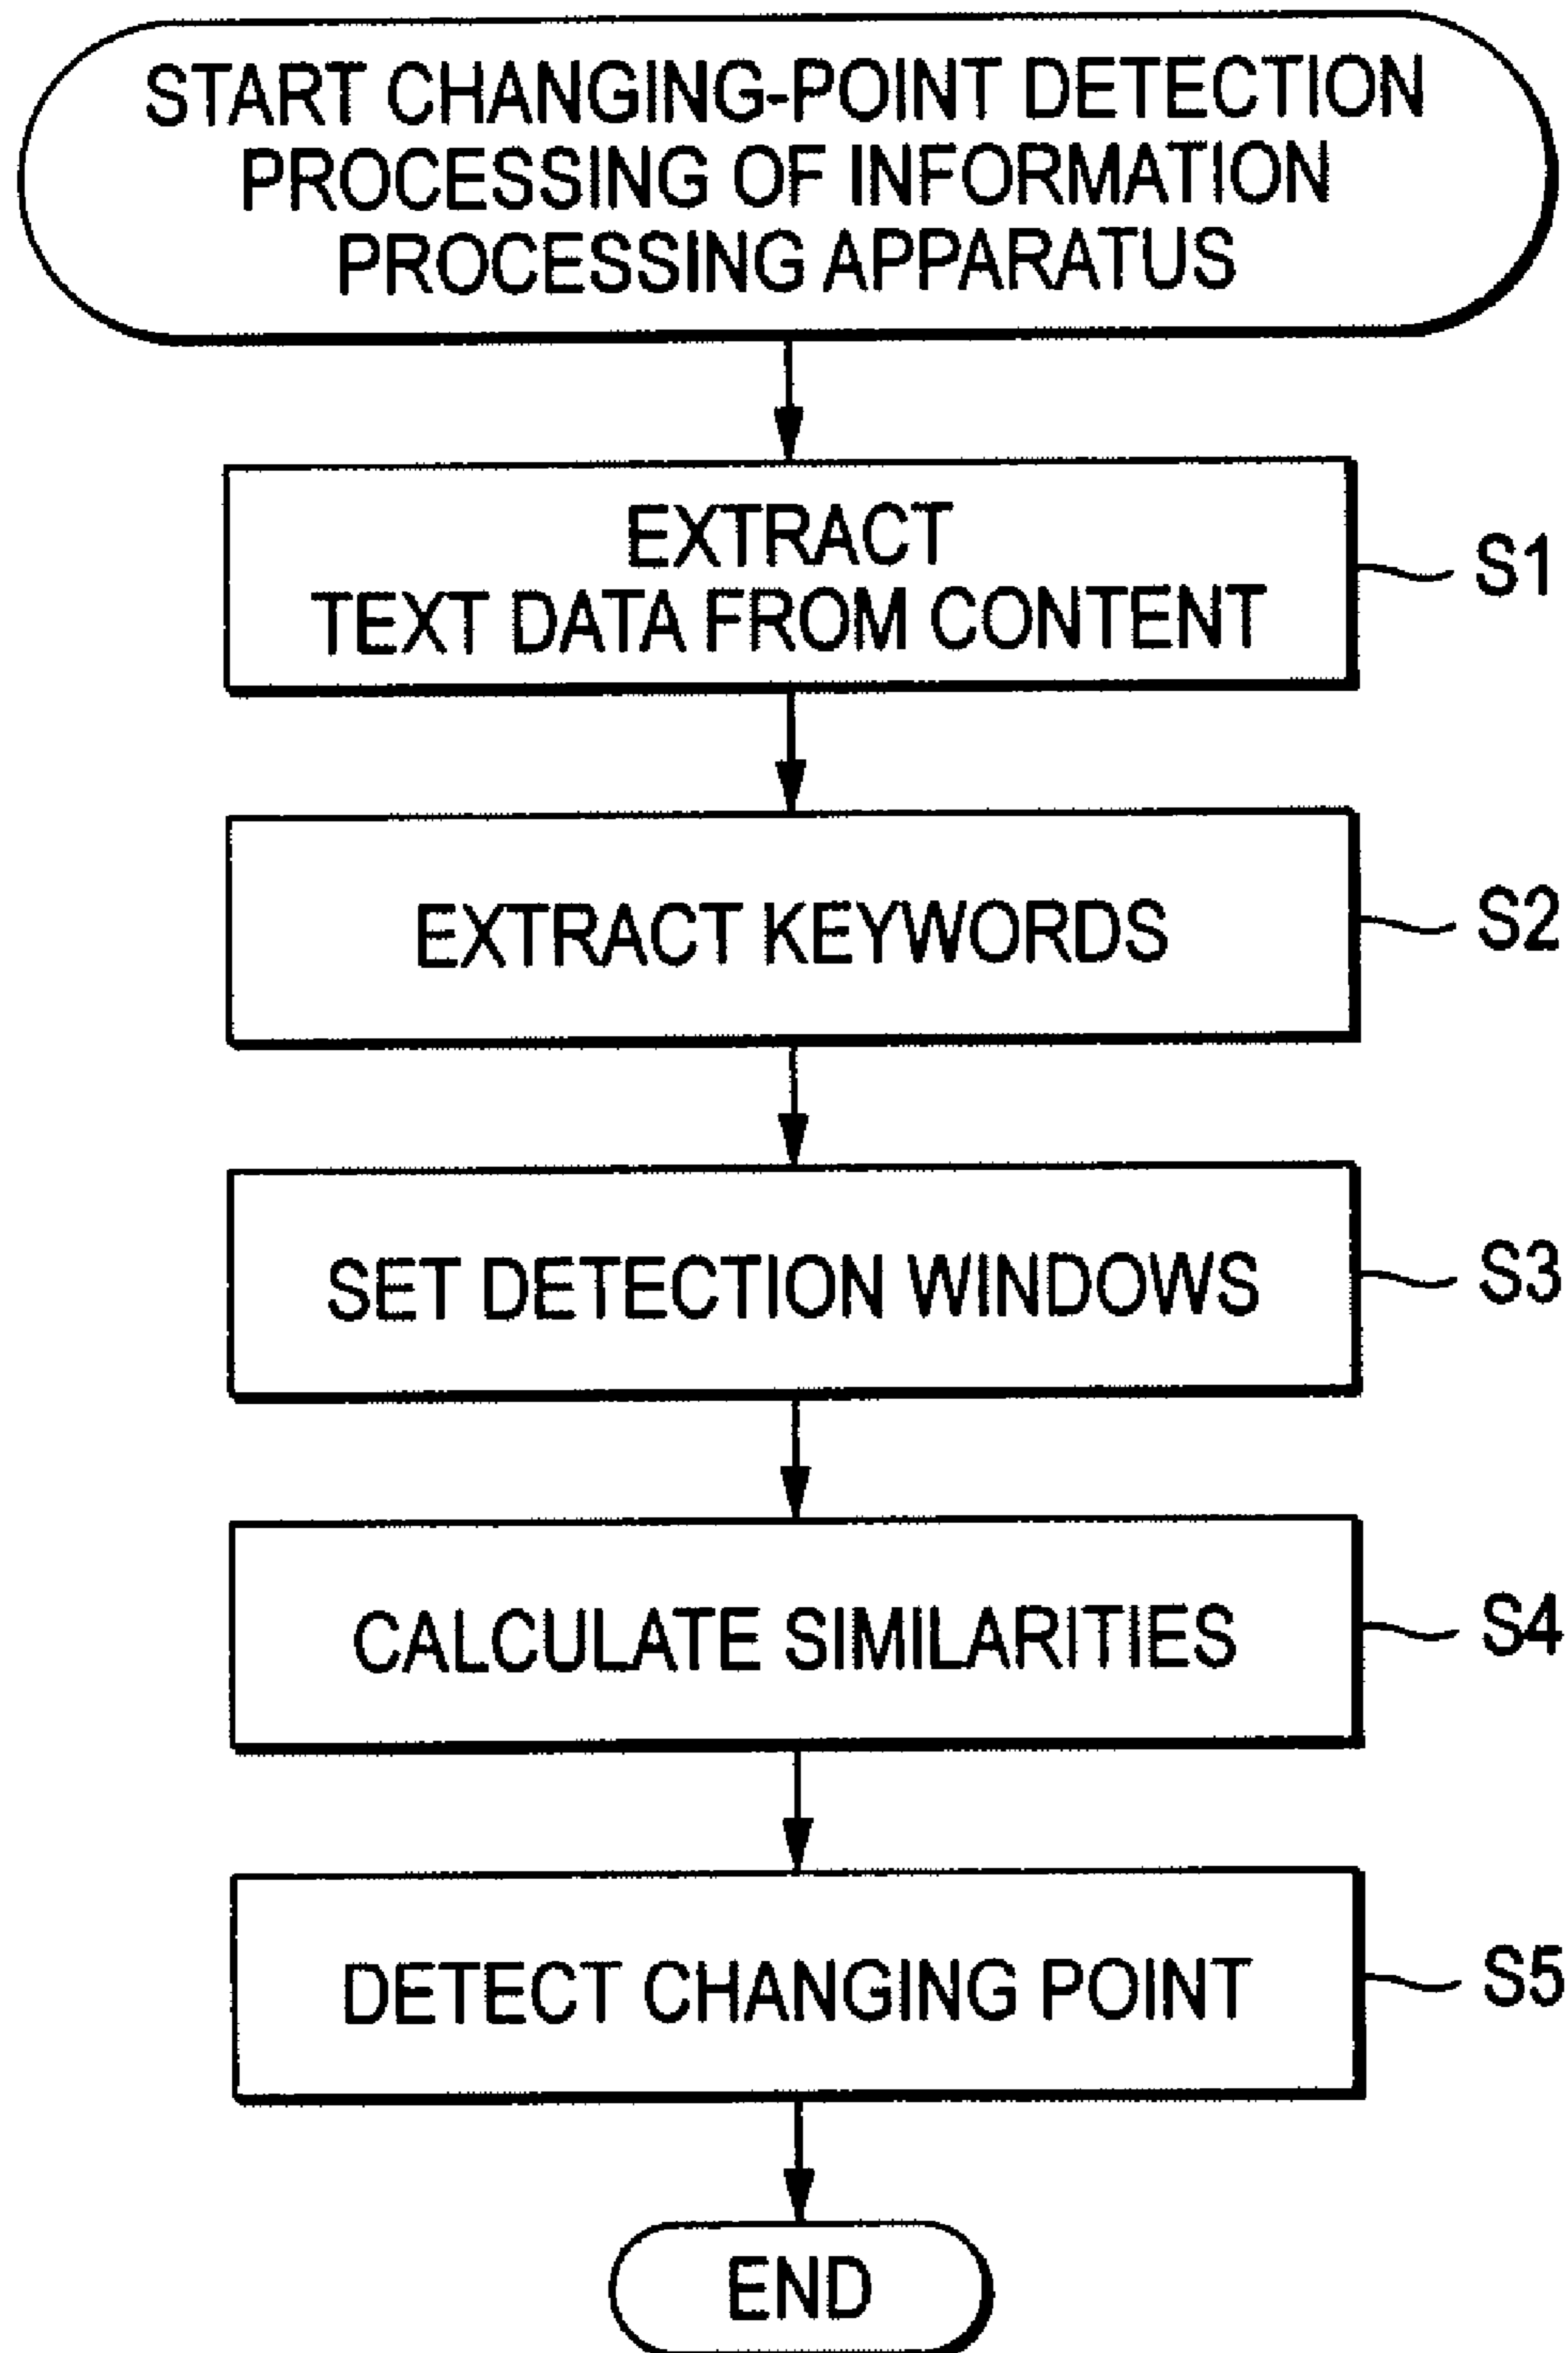 START CHANGING-POINT DETECTION
PROCESSING OF INFORMATION
PROCESSING APPARATUS
EXTRACT
TEXT DATA FROM CONTENT
S1
EXTRACT KEYWORDS
S2
SET DETECTION WINDOWS
S3
CALCULATE SIMILARITIES
S4
DETECT CHANGING POINT
S5
END